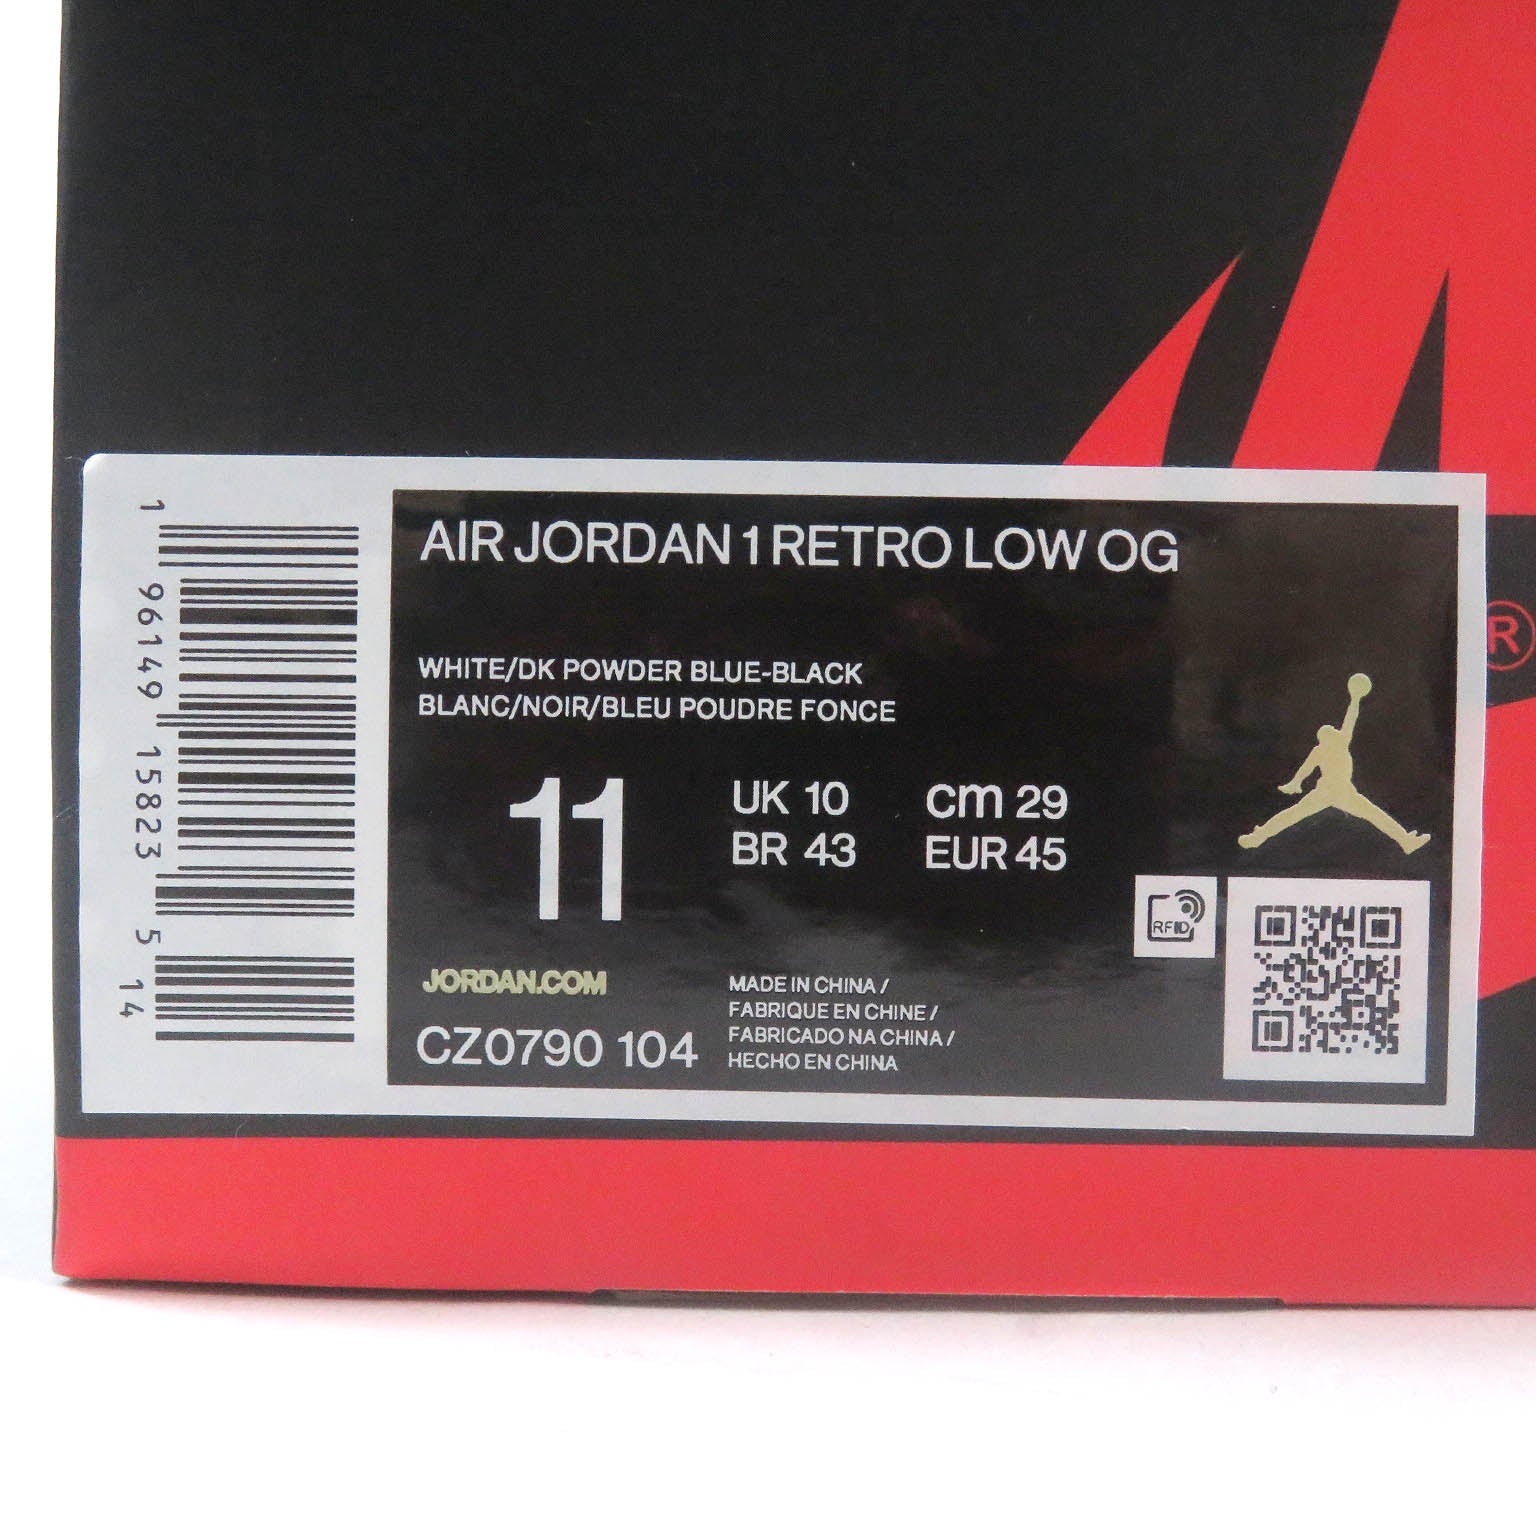 AIR JORDAN 1 RETRO LOW OG
WHITE/DK POWDER BLUE-BLACK
BLANC/NOIR/BLEU POUDRE FONCE
11
UK 10 cm 29
BR 43 EUR 45
RFID
JORDAN.COM
CZ0790 104
MADE IN CHINA /
FABRIQUE EN CHINE /
FABRICADO NA CHINA /
HECHO EN CHINA
1 96149 15823 5 14
®